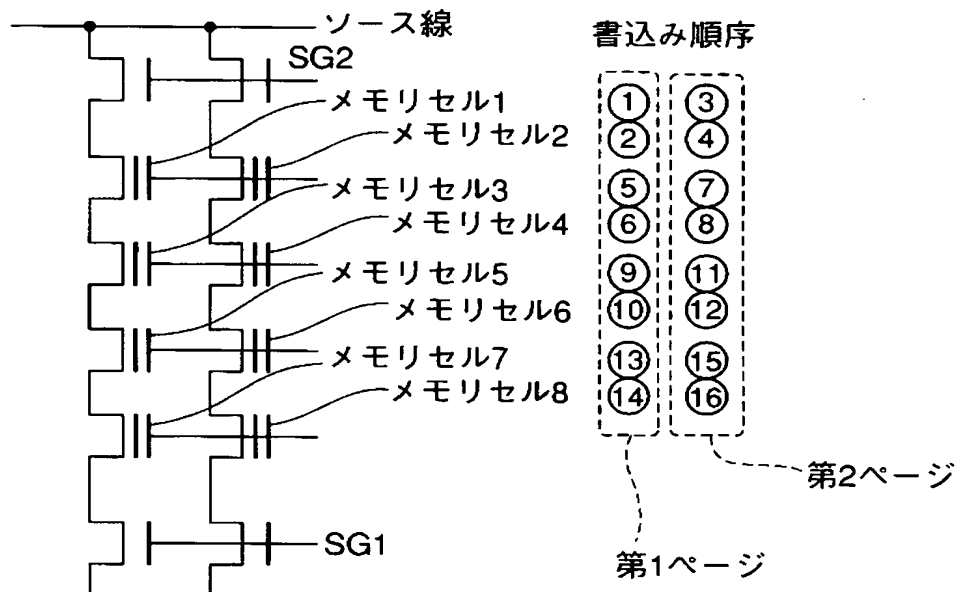 ソース線
書込み順序
SG2
メモリセル1
① ③
メモリセル2
② ④
メモリセル3
⑤ ⑦
メモリセル4
⑥ ⑧
メモリセル5
⑨ ⑪
メモリセル6
⑩ ⑫
メモリセル7
⑬ ⑮
メモリセル8
⑭ ⑯
第2ページ
SG1
第1ページ